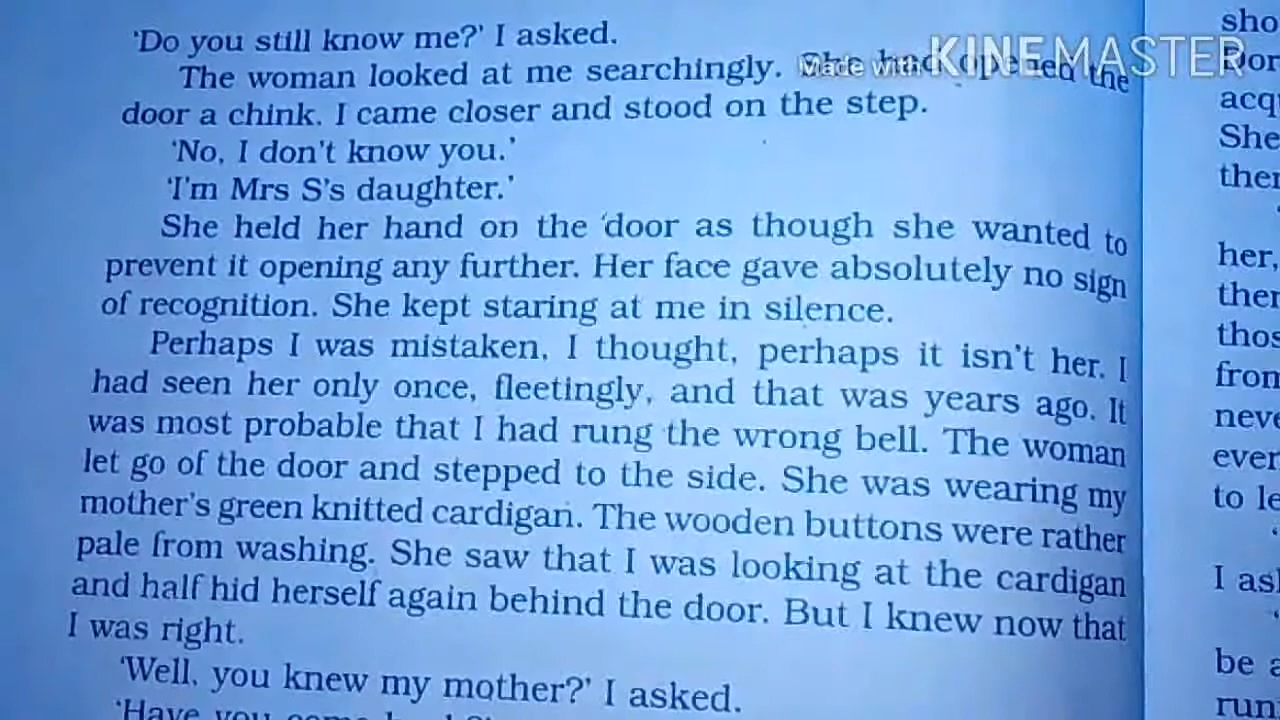 'Do you still know me?' I asked.
The woman looked at me searchingly. She had opened the
Made with KINEMASTER
door a chink. I came closer and stood on the step.
'No, I don't know you.'
'I'm Mrs S's daughter.'
She held her hand on the door as though she wanted to
prevent it opening any further. Her face gave absolutely no sign
of recognition. She kept staring at me in silence.
Perhaps I was mistaken, I thought, perhaps it isn't her. I
had seen her only once, fleetingly, and that was years ago. It
was most probable that I had rung the wrong bell. The woman
let go of the door and stepped to the side. She was wearing my
mother's green knitted cardigan. The wooden buttons were rather
pale from washing. She saw that I was looking at the cardigan
and half hid herself again behind the door. But I knew now that
I was right.
'Well, you knew my mother?' I asked.
'Have you come
sho
Dor
acq
She
ther
her,
ther
thos
from
neve
ever
to le
I as
be a
run